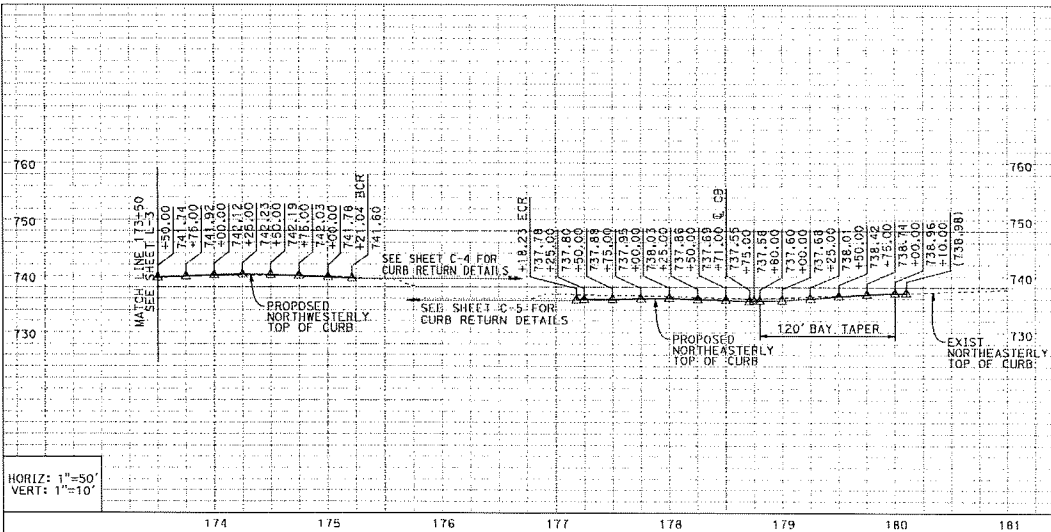 760
750
740
730
MATCH LINE 173+50
SEE SHEET L-3
+50.00
741.74
+75.00
741.92
+00.00
742.12
+25.00
742.23
+50.00
742.19
+75.00
742.03
+00.00
741.78
+21.04 BCR
741.60
PROPOSED
NORTHWESTERLY
TOP OF CURB
SEE SHEET C-4 FOR
CURB RETURN DETAILS
SEE SHEET C-5 FOR
CURB RETURN DETAILS
+18.23 ECR
737.78
+25.00
737.80
+50.00
737.88
+75.00
737.95
+00.00
738.03
+25.00
737.86
+50.00
737.69
+71.00 ℄ CB
737.55
+75.00
737.58
+80.00
737.60
+00.00
737.68
+25.00
738.01
+50.00
738.42
+75.00
738.74
+00.00
738.96
+10.00
(738.98)
PROPOSED
NORTHEASTERLY
TOP OF CURB
120' BAY TAPER
EXIST
NORTHEASTERLY
TOP OF CURB
760
750
740
730
HORIZ: 1"=50'
VERT: 1"=10'
174 175 176 177 178 179 180 181